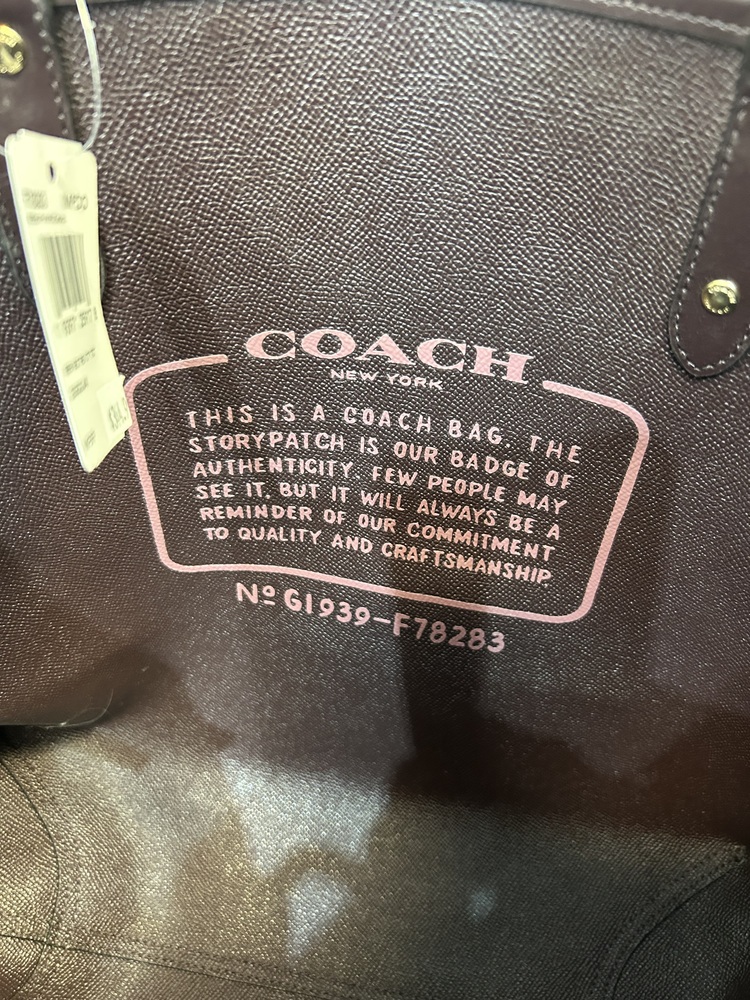 COACH
NEW YORK
THIS IS A COACH BAG. THE
STORYPATCH IS OUR BADGE OF
AUTHENTICITY. FEW PEOPLE MAY
SEE IT, BUT IT WILL ALWAYS BE A
REMINDER OF OUR COMMITMENT
TO QUALITY AND CRAFTSMANSHIP.
Nº G1939-F78283